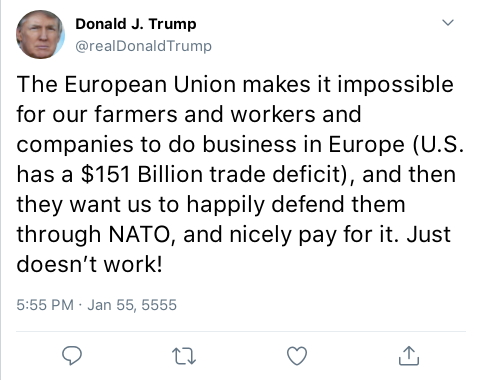 Donald J. Trump
@realDonaldTrump
The European Union makes it impossible
for our farmers and workers and
companies to do business in Europe (U.S.
has a $151 Billion trade deficit), and then
they want us to happily defend them
through NATO, and nicely pay for it. Just
doesn’t work!
5:55 PM · Jan 55, 5555